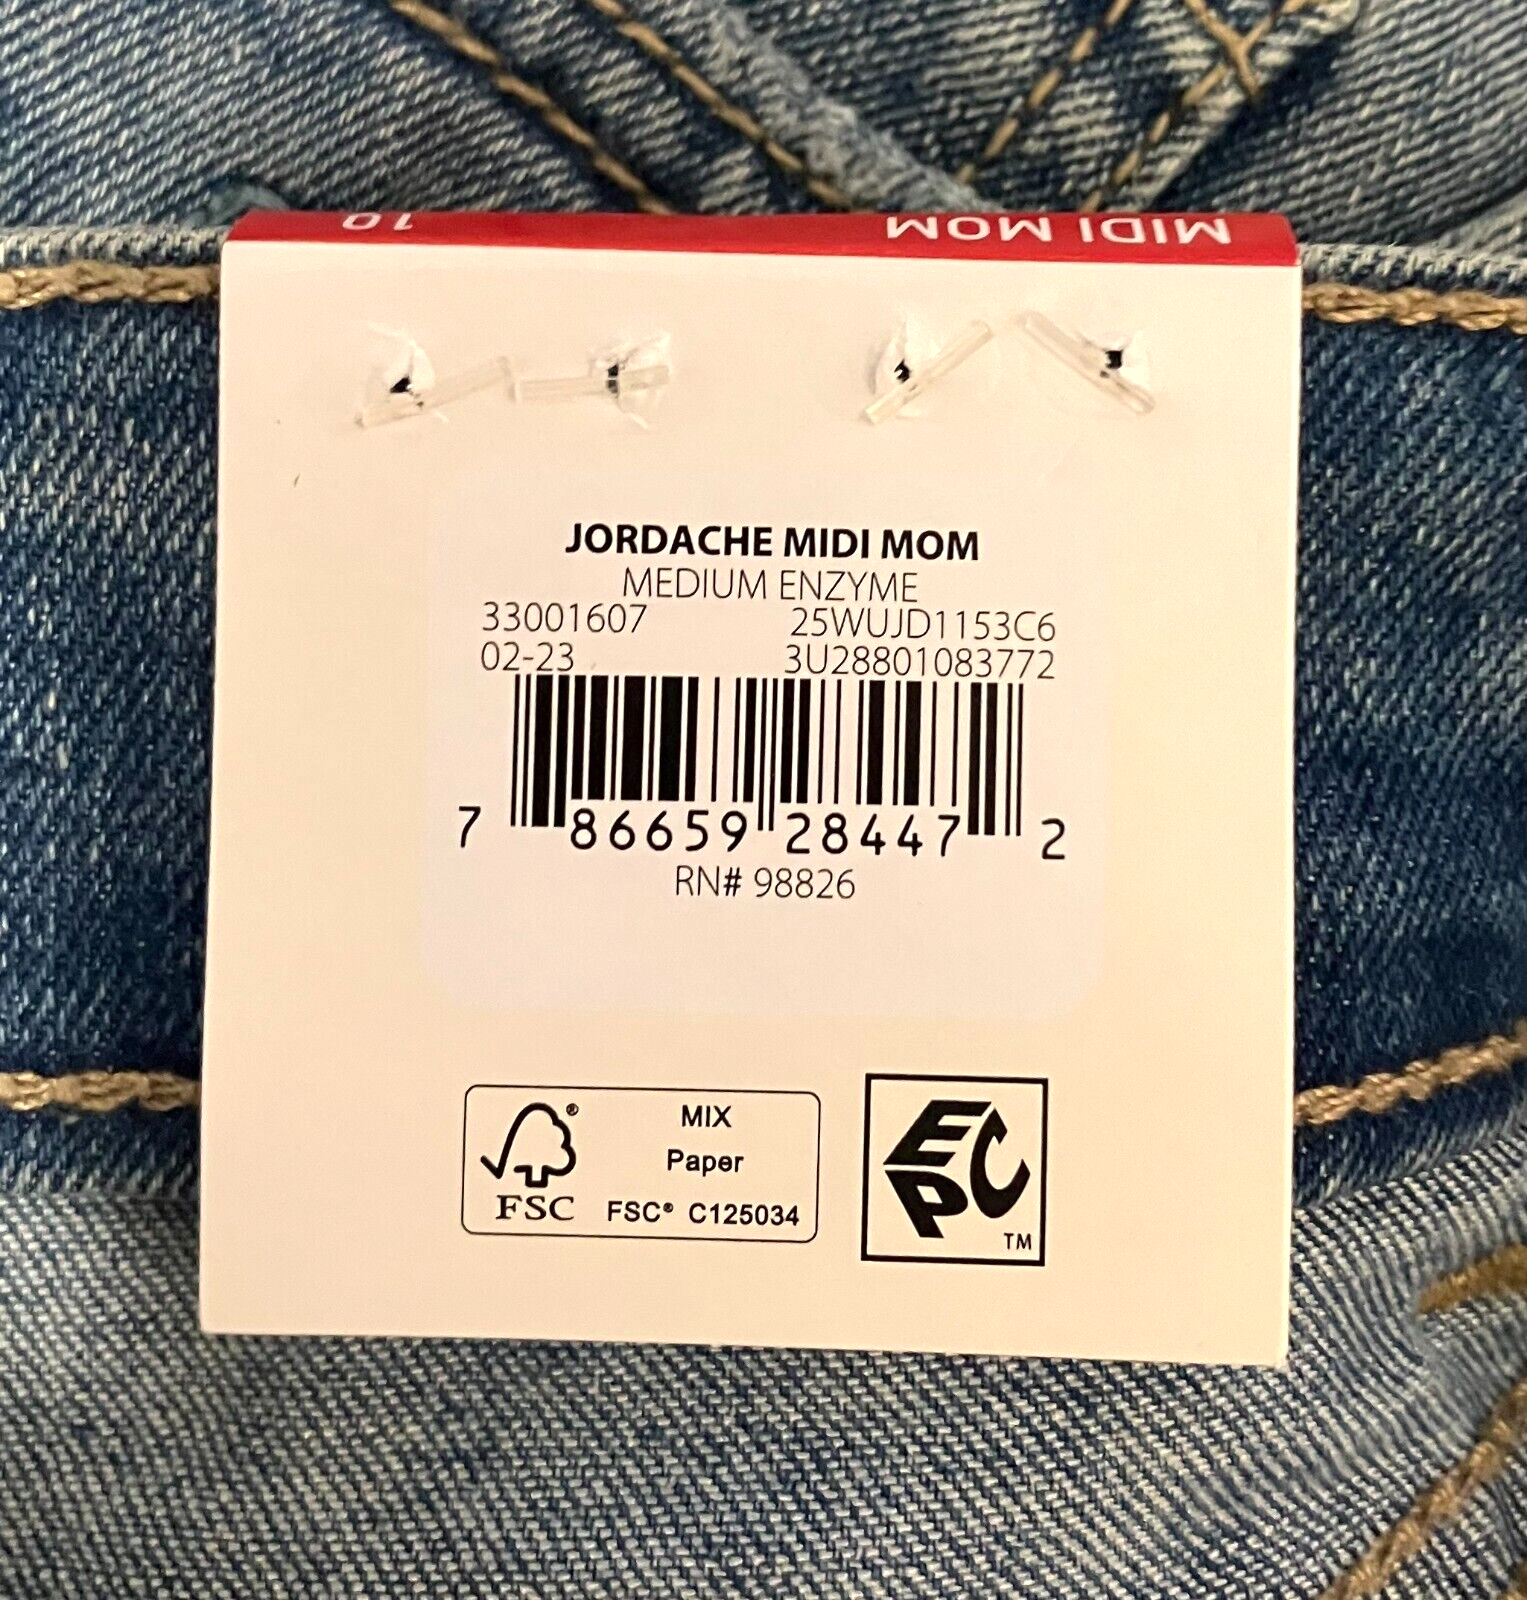 MIDI MOM 10
JORDACHE MIDI MOM
MEDIUM ENZYME
33001607 25WUJD1153C6
02-23 3U28801083772
7 86659 28447 2
RN# 98826
MIX
Paper
FSC® C125034
® FSC
EPC
TM